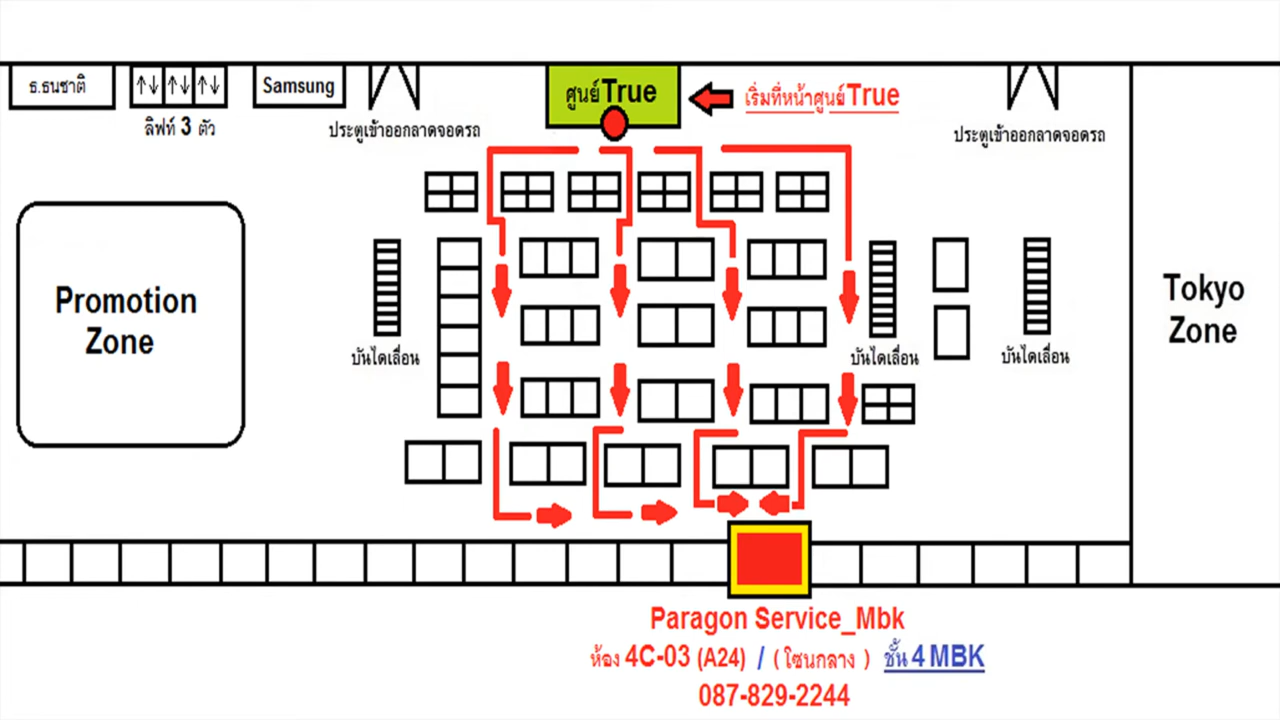 ธ.ธนชาติ
ลิฟท์ 3 ตัว
Samsung
ประตูเข้าออกลาดจอดรถ
ศูนย์ True
เริ่มที่หน้าศูนย์ True
ประตูเข้าออกลาดจอดรถ
Promotion
Zone
บันไดเลื่อน
บันไดเลื่อน
บันไดเลื่อน
Tokyo
Zone
Paragon Service_Mbk
ห้อง 4C-03 (A24) / ( โซนกลาง ) ชั้น 4 MBK
087-829-2244